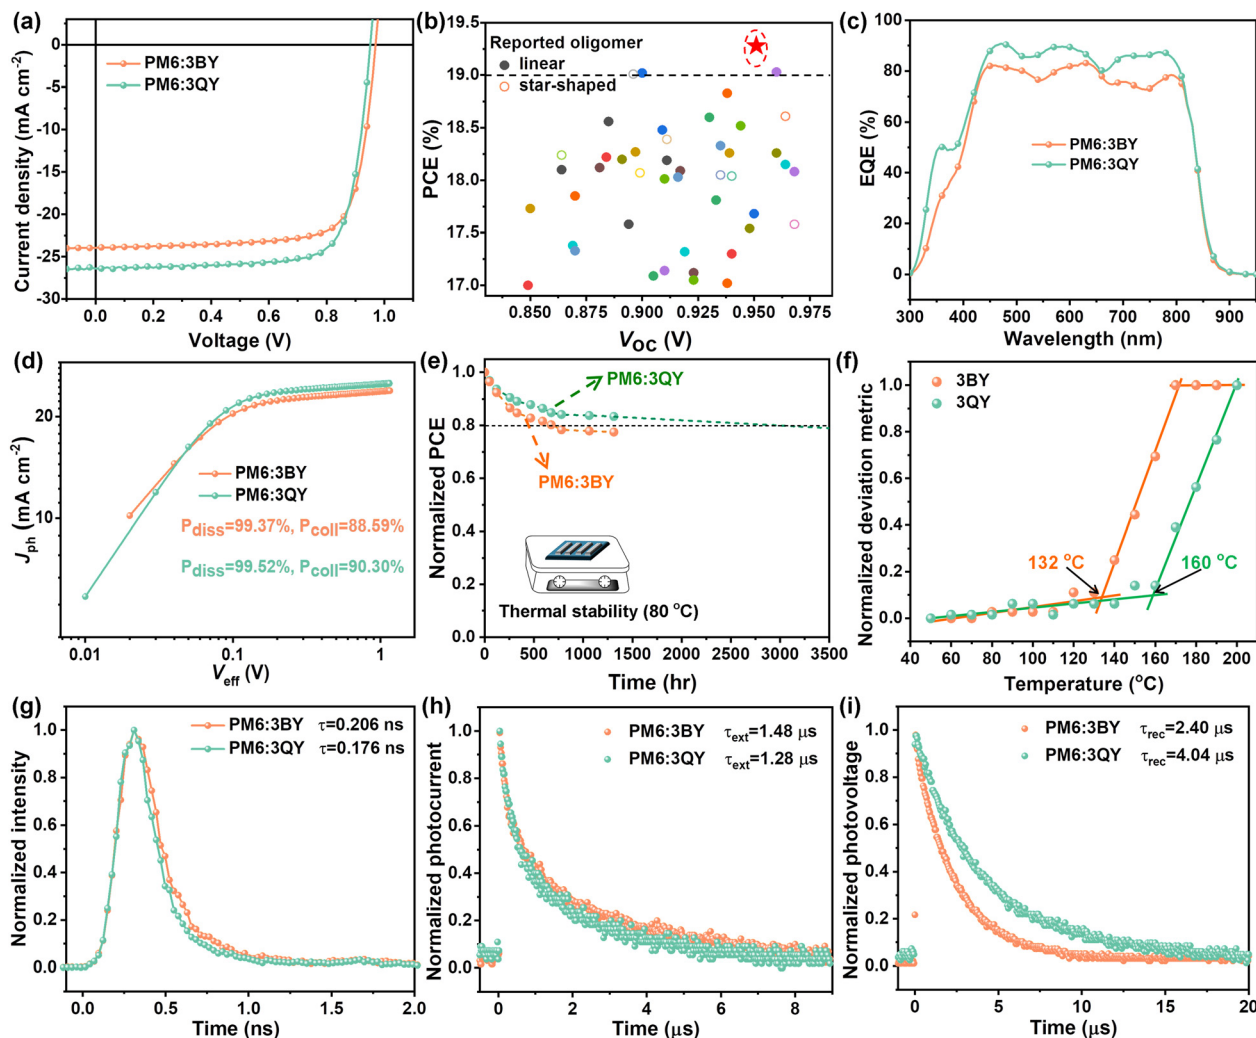 (a)
PM6:3BY
PM6:3QY
Current density (mA cm⁻²)
0
-5
-10
-15
-20
-25
-30
0.0 0.2 0.4 0.6 0.8 1.0
Voltage (V)
(b)
Reported oligomer
linear
star-shaped
PCE (%)
19.5
19.0
18.5
18.0
17.5
17.0
0.850 0.875 0.900 0.925 0.950 0.975
V_OC (V)
(c)
PM6:3BY
PM6:3QY
EQE (%)
100
80
60
40
20
0
300 400 500 600 700 800 900
Wavelength (nm)
(d)
PM6:3BY
PM6:3QY
P_diss=99.37%, P_coll=88.59%
P_diss=99.52%, P_coll=90.30%
J_ph (mA cm⁻²)
20
10
0.01 0.1 1
V_eff (V)
(e)
PM6:3QY
PM6:3BY
Thermal stability (80 °C)
Normalized PCE
1.0
0.8
0.6
0.4
0.2
0.0
0 500 1000 1500 2000 2500 3000 3500
Time (hr)
(f)
3BY
3QY
132 °C
160 °C
Normalized deviation metric
1.0
0.8
0.6
0.4
0.2
0.0
40 60 80 100 120 140 160 180 200
Temperature (°C)
(g)
PM6:3BY τ=0.206 ns
PM6:3QY τ=0.176 ns
Normalized intensity
1.0
0.8
0.6
0.4
0.2
0.0
0.0 0.5 1.0 1.5 2.0
Time (ns)
(h)
PM6:3BY τ_ext=1.48 μs
PM6:3QY τ_ext=1.28 μs
Normalized photocurrent
1.0
0.8
0.6
0.4
0.2
0.0
0 2 4 6 8
Time (μs)
(i)
PM6:3BY τ_rec=2.40 μs
PM6:3QY τ_rec=4.04 μs
Normalized photovoltage
1.0
0.8
0.6
0.4
0.2
0.0
0 5 10 15 20
Time (μs)